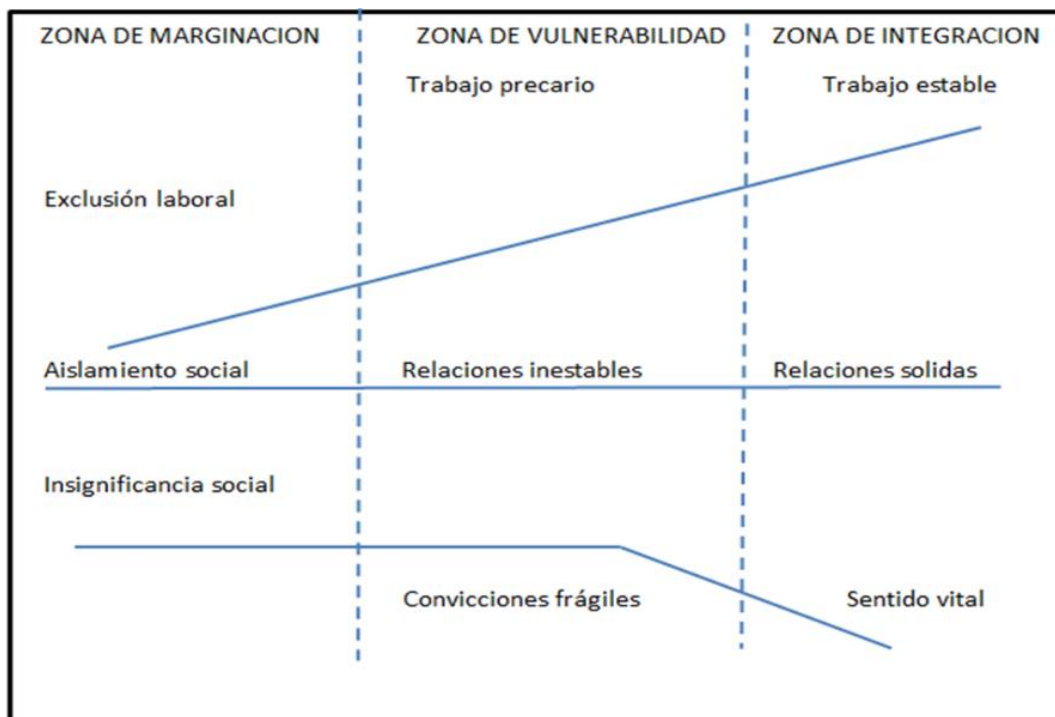 ZONA DE MARGINACION
ZONA DE VULNERABILIDAD
ZONA DE INTEGRACION
Trabajo precario
Trabajo estable
Exclusión laboral
Aislamiento social
Relaciones inestables
Relaciones solidas
Insignificancia social
Convicciones frágiles
Sentido vital